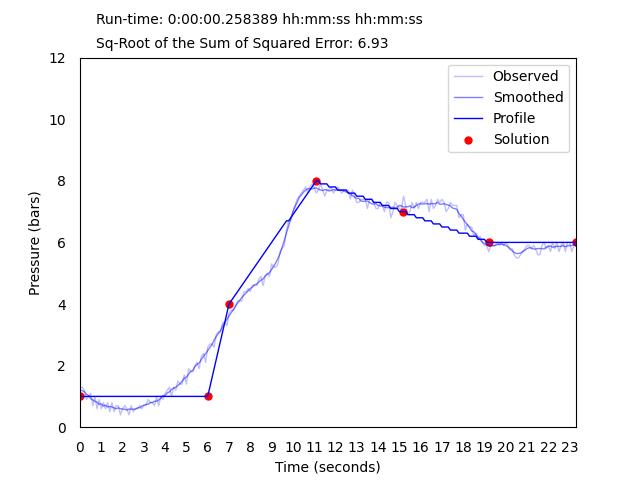 Run-time: 0:00:00.258389 hh:mm:ss hh:mm:ss
Sq-Root of the Sum of Squared Error: 6.93
12
10
8
6
4
2
0
Pressure (bars)
Observed
Smoothed
Profile
Solution
0 1 2 3 4 5 6 7 8 9 10 11 12 13 14 15 16 17 18 19 20 21 22 23
Time (seconds)